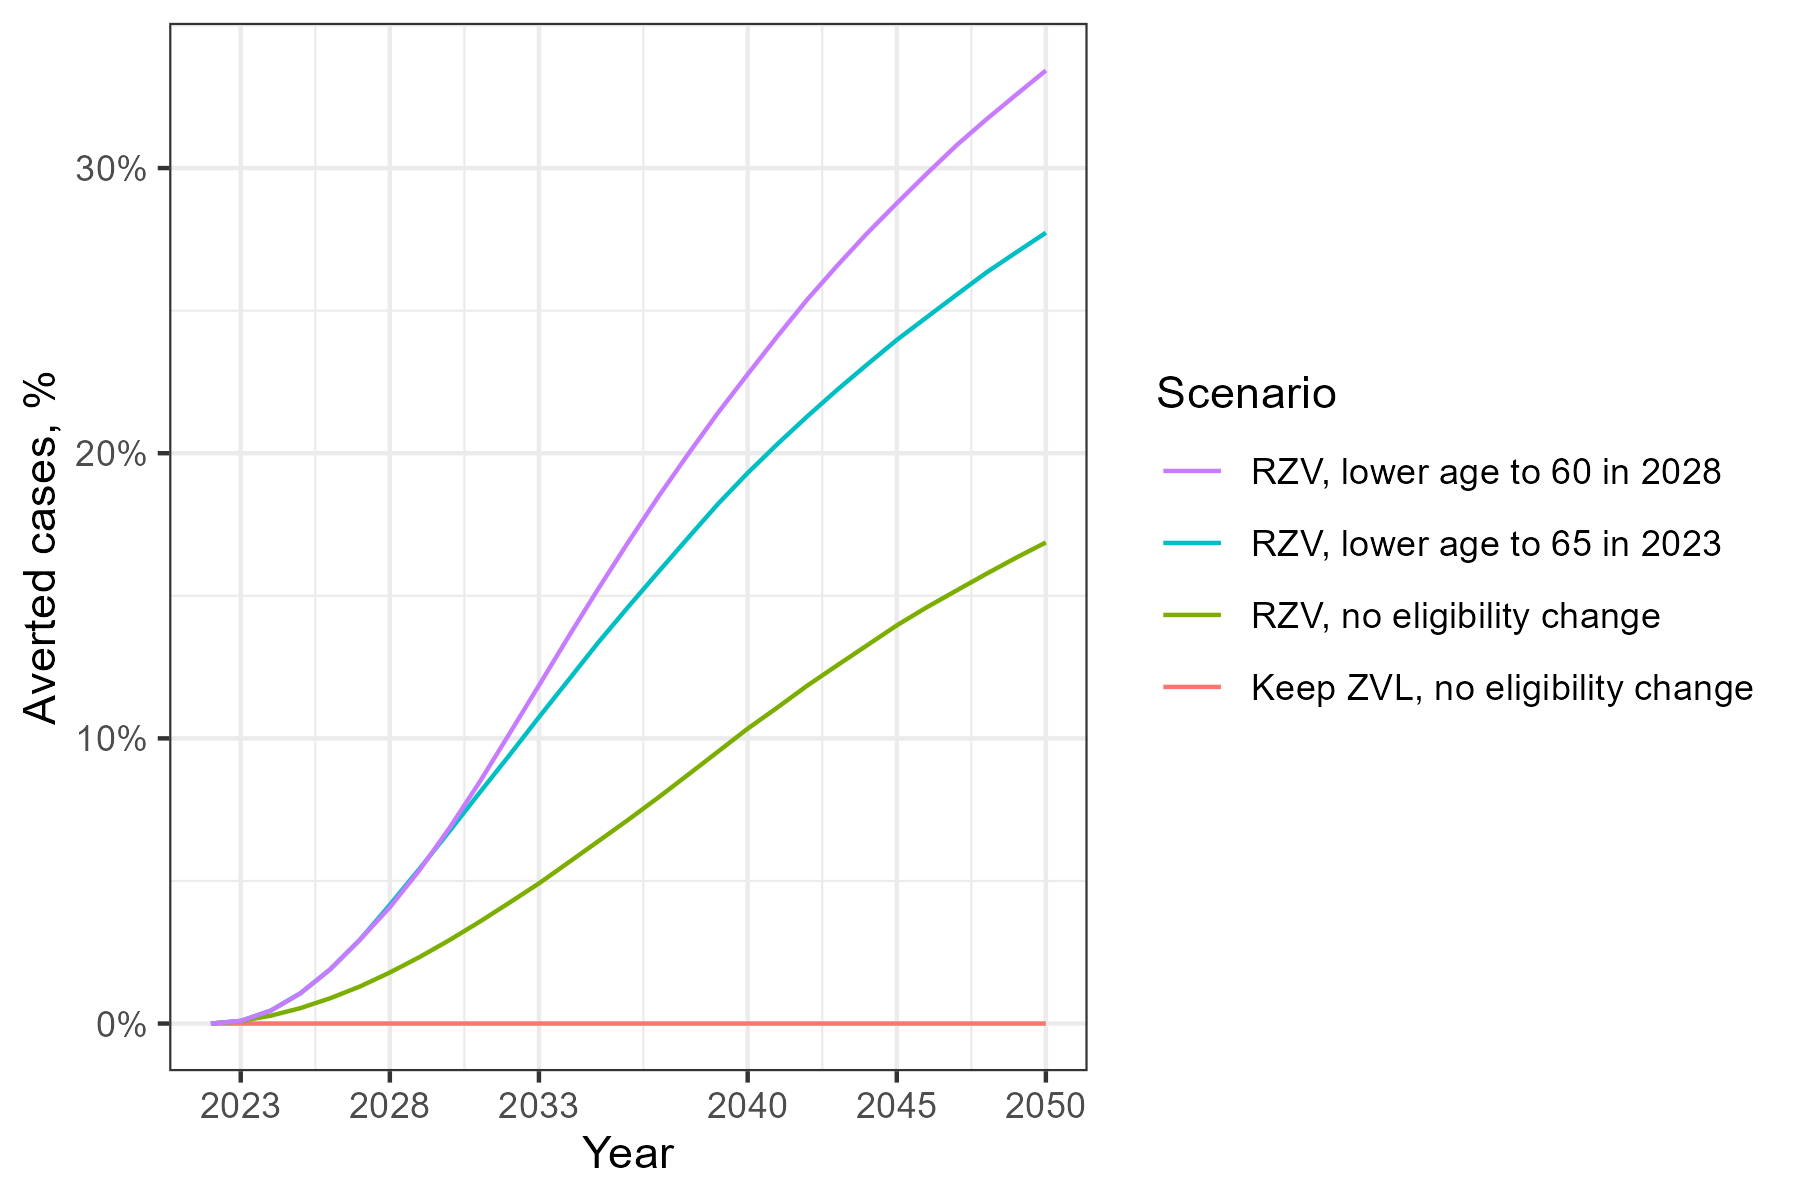 Averted cases, %
30%
20%
10%
0%
2023 2028 2033 2040 2045 2050
Year
Scenario
RZV, lower age to 60 in 2028
RZV, lower age to 65 in 2023
RZV, no eligibility change
Keep ZVL, no eligibility change